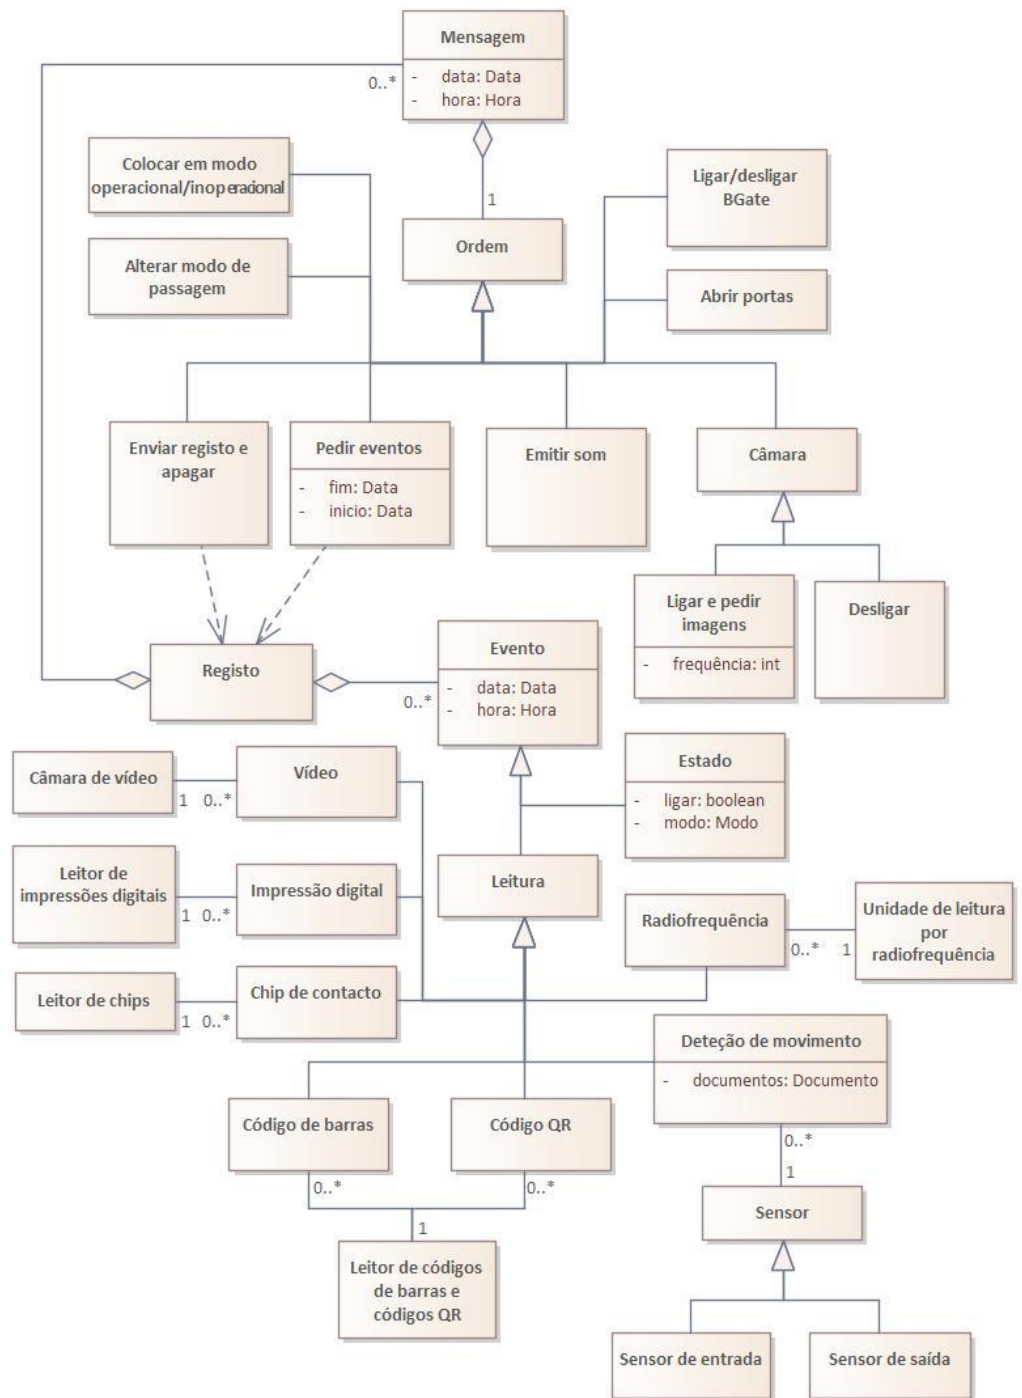 Mensagem
- data: Data
- hora: Hora
0..*
Colocar em modo
operacional/inoperacional
Ligar/desligar
BGate
1
Ordem
Alterar modo de
passagem
Abrir portas
Enviar registo e
apagar
Pedir eventos
- fim: Data
- inicio: Data
Emitir som
Câmara
Ligar e pedir
imagens
- frequência: int
Desligar
Registo
0..*
Evento
- data: Data
- hora: Hora
Câmara de vídeo
1 0..*
Vídeo
Estado
- ligar: boolean
- modo: Modo
Leitor de
impressões digitais
1 0..*
Impressão digital
Leitura
Radiofrequência
0..* 1
Unidade de leitura
por
radiofrequência
Leitor de chips
1 0..*
Chip de contacto
Deteção de movimento
- documentos: Documento
Código de barras
0..*
Código QR
0..*
0..*
1
Sensor
1
Leitor de códigos
de barras e
códigos QR
Sensor de entrada
Sensor de saída